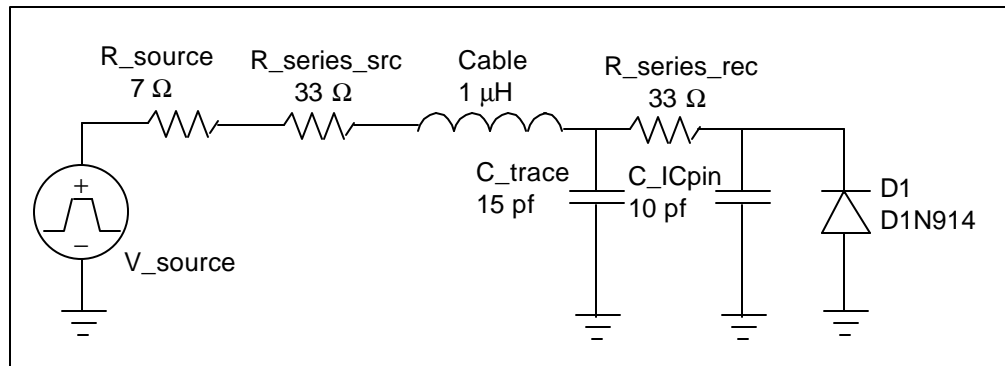 R_source
7 Ω
R_series_src
33 Ω
Cable
1 μH
R_series_rec
33 Ω
C_trace
15 pf
C_ICpin
10 pf
D1
D1N914
+
−
V_source